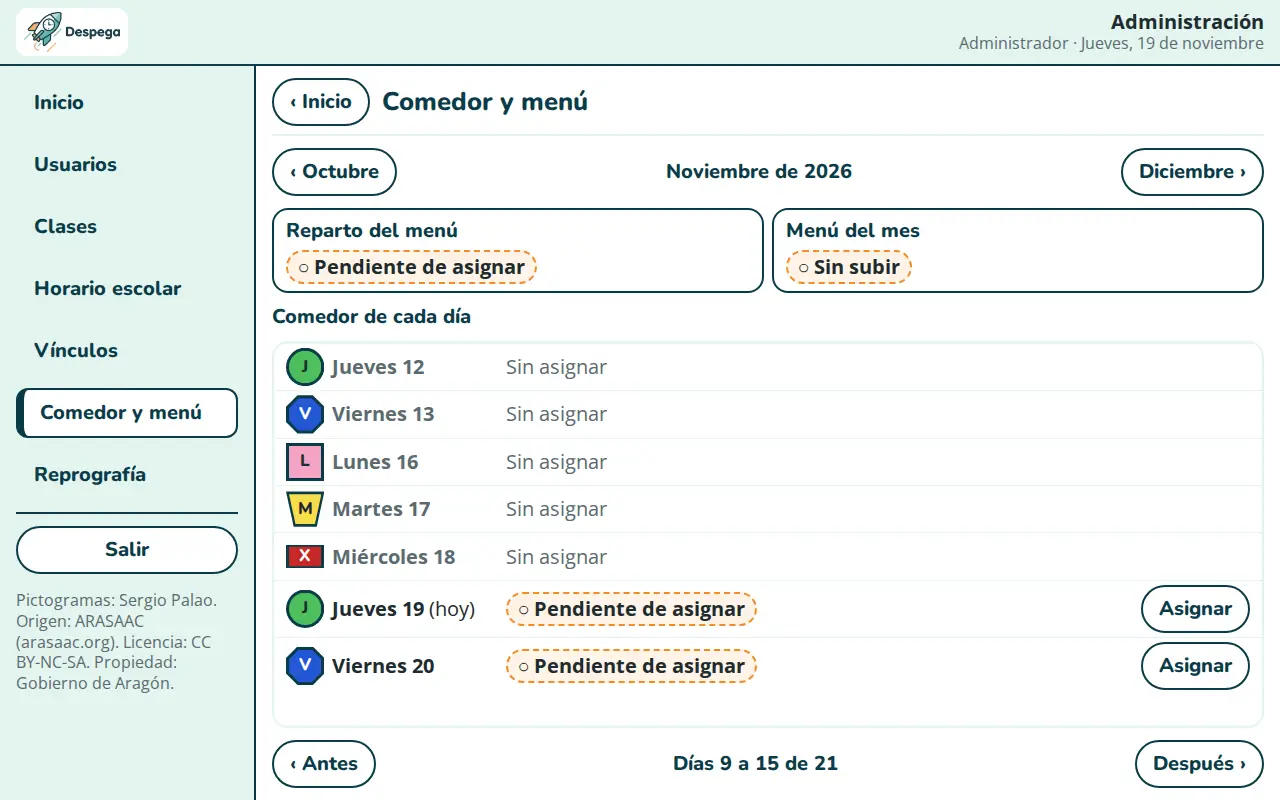 Despega
Administración
Administrador · Jueves, 19 de noviembre
Inicio
Usuarios
Clases
Horario escolar
Vínculos
Comedor y menú
Reprografía
Salir
Pictogramas: Sergio Palao.
Origen: ARASAAC
(arasaac.org). Licencia: CC
BY-NC-SA. Propiedad:
Gobierno de Aragón.
‹ Inicio
Comedor y menú
‹ Octubre
Noviembre de 2026
Diciembre ›
Reparto del menú
○ Pendiente de asignar
Menú del mes
○ Sin subir
Comedor de cada día
J Jueves 12 Sin asignar
V Viernes 13 Sin asignar
L Lunes 16 Sin asignar
M Martes 17 Sin asignar
X Miércoles 18 Sin asignar
J Jueves 19 (hoy) ○ Pendiente de asignar Asignar
V Viernes 20 ○ Pendiente de asignar Asignar
‹ Antes
Días 9 a 15 de 21
Después ›